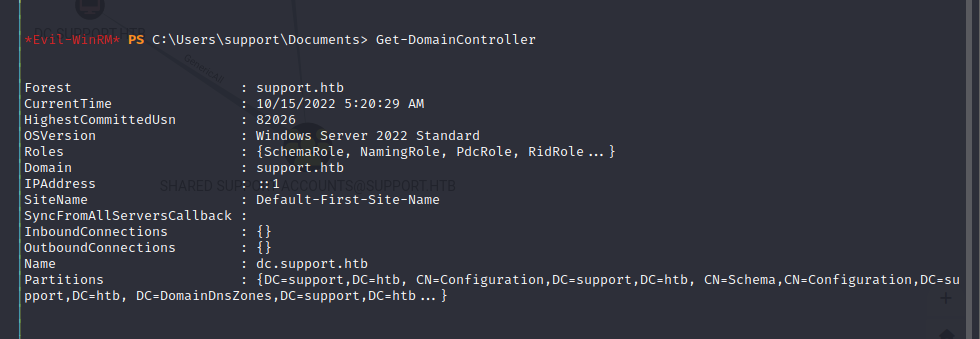 *Evil-WinRM* PS C:\Users\support\Documents> Get-DomainController
Forest : support.htb
CurrentTime : 10/15/2022 5:20:29 AM
HighestCommittedUsn : 82026
OSVersion : Windows Server 2022 Standard
Roles : {SchemaRole, NamingRole, PdcRole, RidRole...}
Domain : support.htb
IPAddress : ::1
SHARED SUPPORT ACCOUNTS@SUPPORT.HTB
SiteName : Default-First-Site-Name
SyncFromAllServersCallback :
InboundConnections : {}
OutboundConnections : {}
Name : dc.support.htb
Partitions : {DC=support,DC=htb, CN=Configuration,DC=support,DC=htb, CN=Schema,CN=Configuration,DC=su
pport,DC=htb, DC=DomainDnsZones,DC=support,DC=htb...}